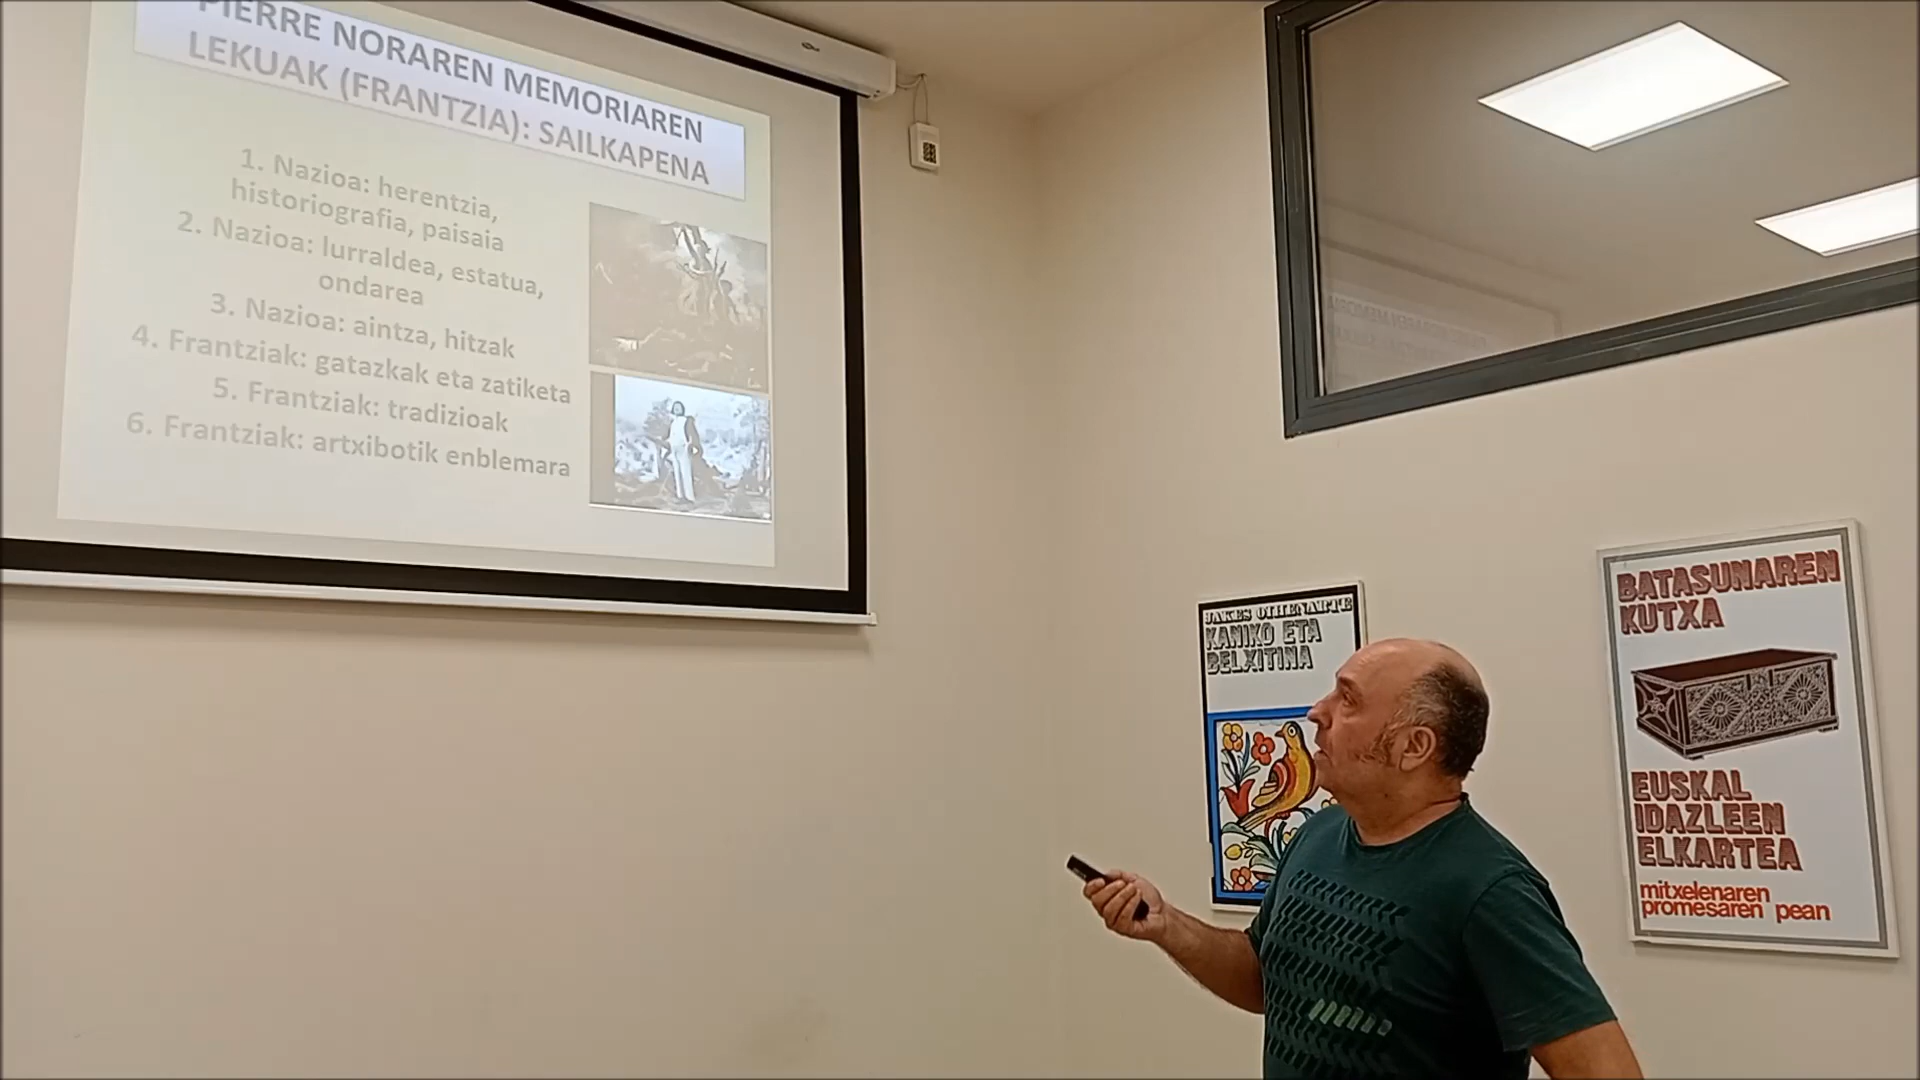 PIERRE NORAREN MEMORIAREN
LEKUAK (FRANTZIA): SAILKAPENA
1. Nazioa: herentzia,
historiografia, paisaia
2. Nazioa: lurraldea, estatua,
ondarea
3. Nazioa: aintza, hitzak
4. Frantziak: gatazkak eta zatiketa
5. Frantziak: tradizioak
6. Frantziak: artxibotik enblemara
JAKES OIHENARTE
KANIKO ETA
BELXITINA
BATASUNAREN
KUTXA
EUSKAL
IDAZLEEN
ELKARTEA
mitxelenaren
promesaren pean